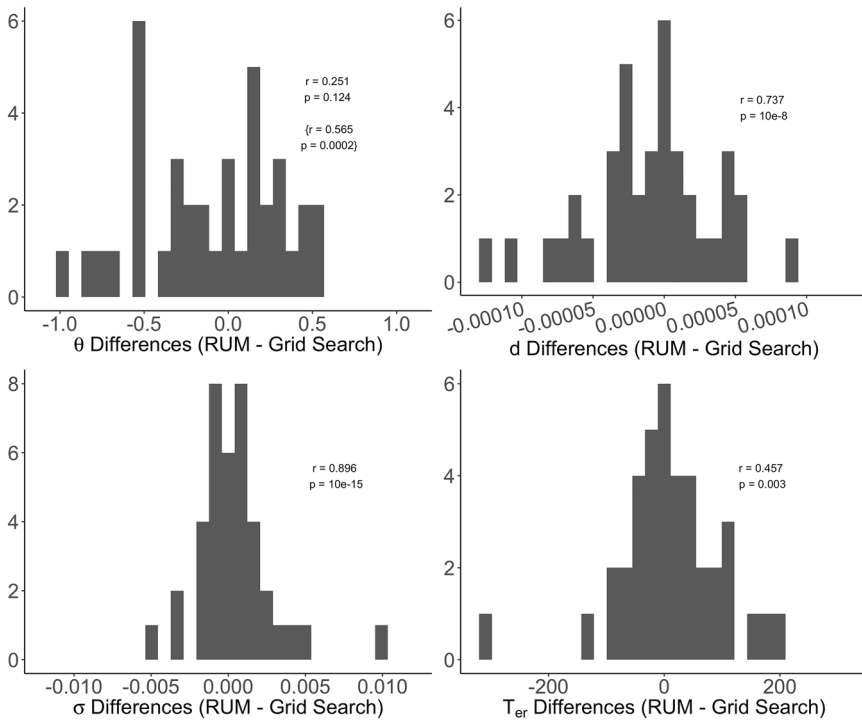 6
4
2
0
r = 0.251
p = 0.124
{r = 0.565
p = 0.0002}
-1.0 -0.5 0.0 0.5 1.0
θ Differences (RUM - Grid Search)
6
4
2
0
r = 0.737
p = 10e-8
-0.00010 -0.00005 0.00000 0.00005 0.00010
d Differences (RUM - Grid Search)
8
6
4
2
0
r = 0.896
p = 10e-15
-0.010 -0.005 0.000 0.005 0.010
σ Differences (RUM - Grid Search)
6
4
2
0
r = 0.457
p = 0.003
-200 0 200
Ter Differences (RUM - Grid Search)